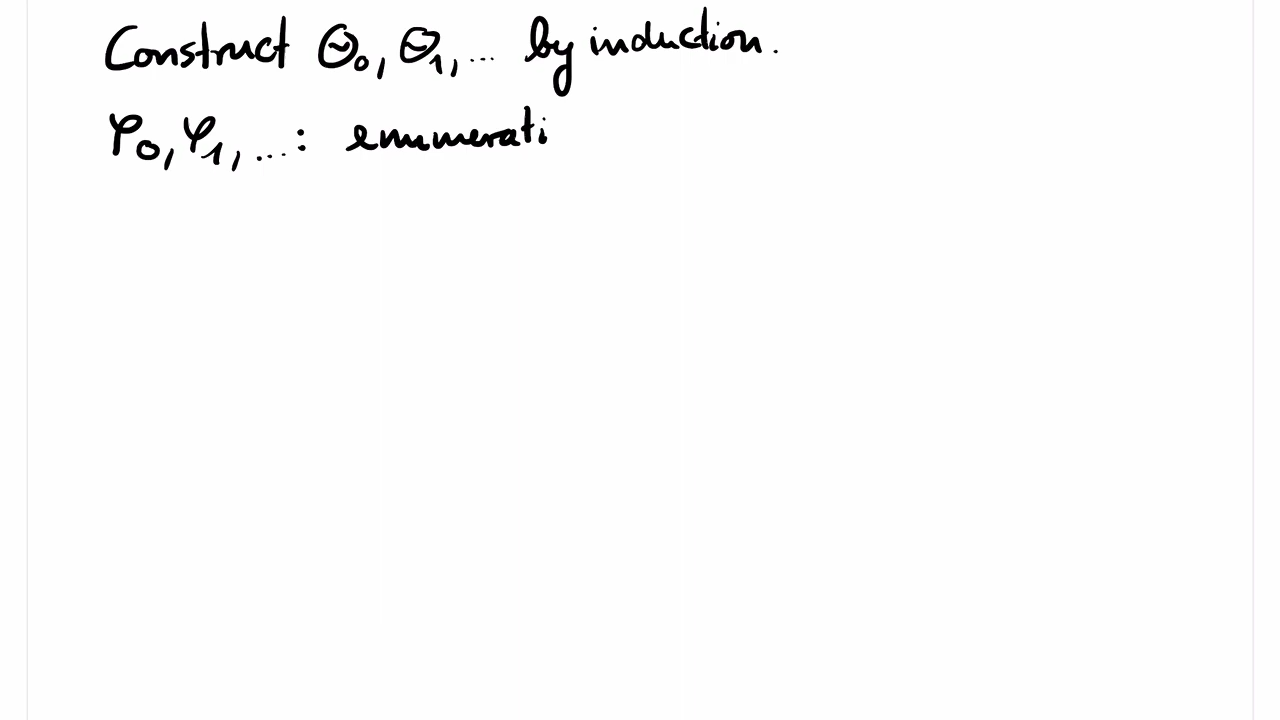 Construct Θ₀, Θ₁, ... by induction.
φ₀, φ₁, ...: enumerati